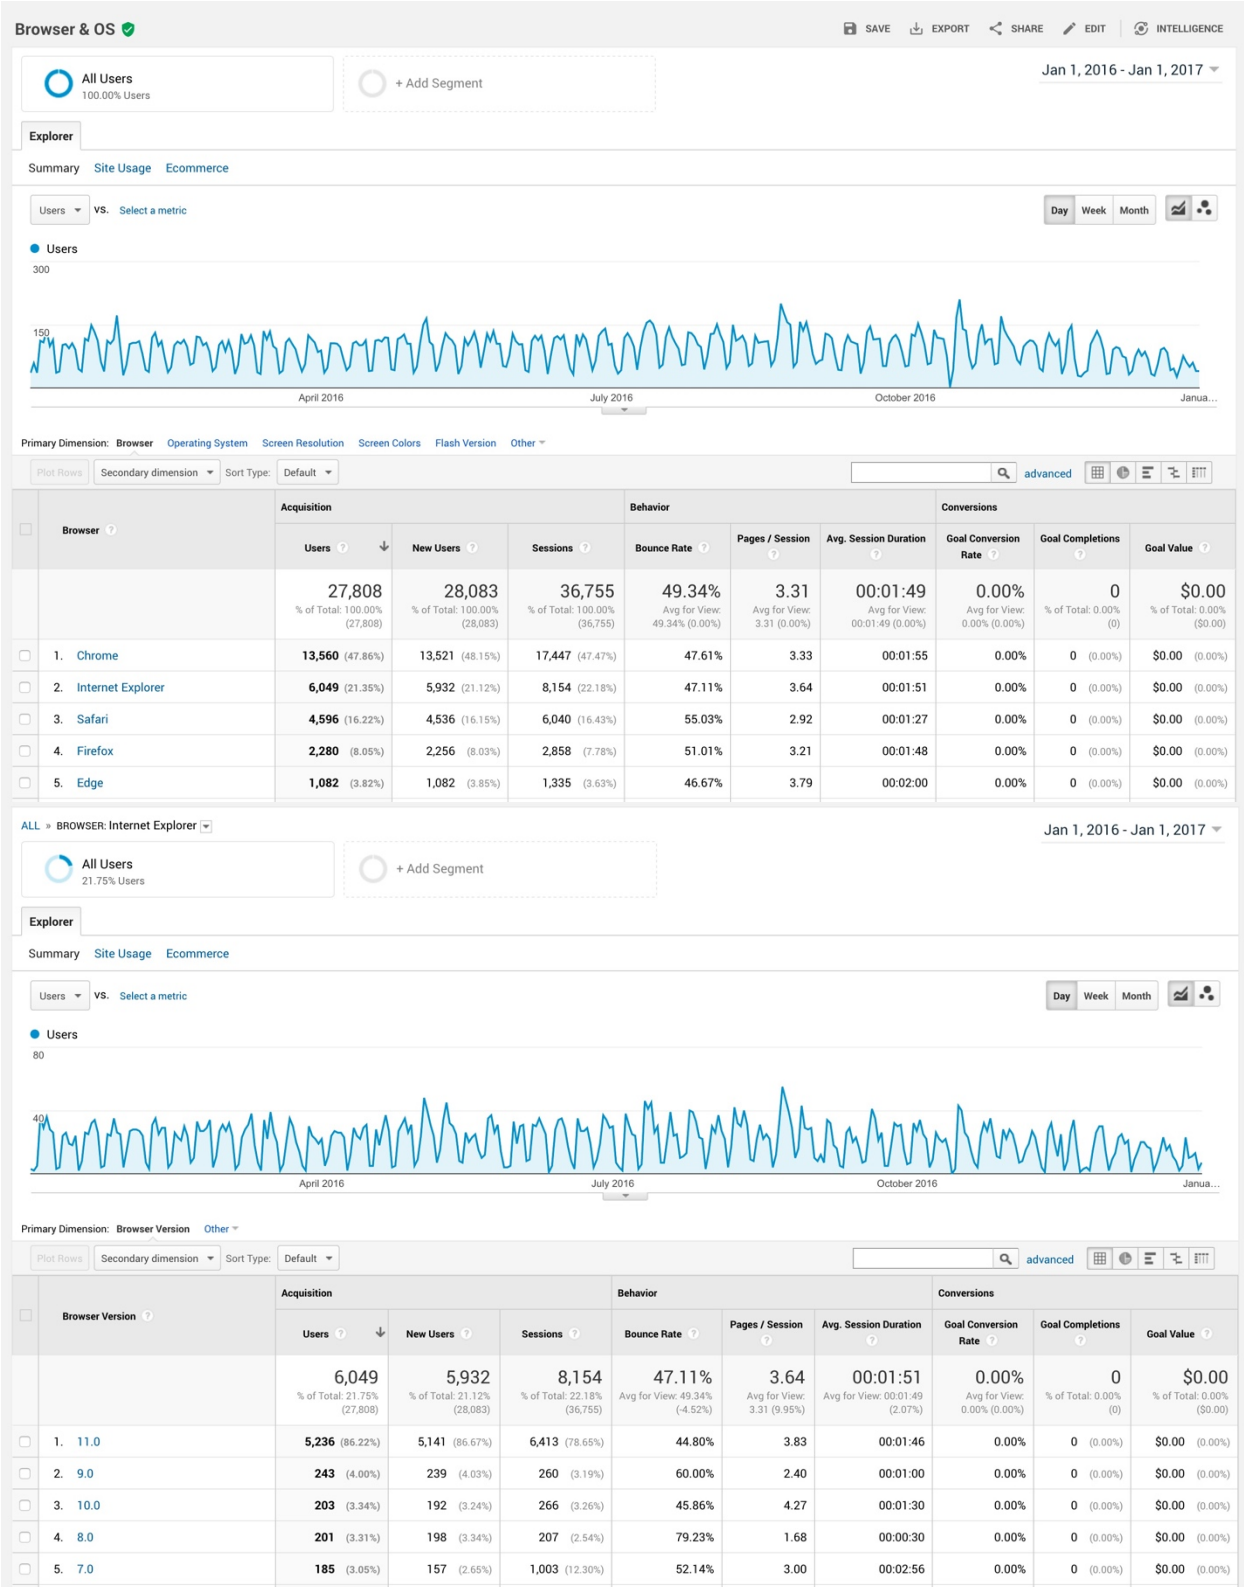 Browser & OS
SAVE EXPORT SHARE EDIT INTELLIGENCE
All Users
100.00% Users
+ Add Segment
Jan 1, 2016 - Jan 1, 2017
Explorer
Summary Site Usage Ecommerce
Users VS. Select a metric
Day Week Month
Users
300
150
April 2016 July 2016 October 2016 Janua...
Primary Dimension: Browser Operating System Screen Resolution Screen Colors Flash Version Other
Plot Rows Secondary dimension Sort Type: Default advanced
Browser ?
Acquisition Behavior Conversions
Users ? New Users ? Sessions ? Bounce Rate ? Pages / Session ? Avg. Session Duration ? Goal Conversion Rate ? Goal Completions ? Goal Value ?
27,808 28,083 36,755 49.34% 3.31 00:01:49 0.00% 0 $0.00
% of Total: 100.00% % of Total: 100.00% % of Total: 100.00% Avg for View: Avg for View: Avg for View: Avg for View: % of Total: 0.00% % of Total: 0.00%
(27,808) (28,083) (36,755) 49.34% (0.00%) 3.31 (0.00%) 00:01:49 (0.00%) 0.00% (0.00%) (0) ($0.00)
1. Chrome 13,560 (47.86%) 13,521 (48.15%) 17,447 (47.47%) 47.61% 3.33 00:01:55 0.00% 0 (0.00%) $0.00 (0.00%)
2. Internet Explorer 6,049 (21.35%) 5,932 (21.12%) 8,154 (22.18%) 47.11% 3.64 00:01:51 0.00% 0 (0.00%) $0.00 (0.00%)
3. Safari 4,596 (16.22%) 4,536 (16.15%) 6,040 (16.43%) 55.03% 2.92 00:01:27 0.00% 0 (0.00%) $0.00 (0.00%)
4. Firefox 2,280 (8.05%) 2,256 (8.03%) 2,858 (7.78%) 51.01% 3.21 00:01:48 0.00% 0 (0.00%) $0.00 (0.00%)
5. Edge 1,082 (3.82%) 1,082 (3.85%) 1,335 (3.63%) 46.67% 3.79 00:02:00 0.00% 0 (0.00%) $0.00 (0.00%)
ALL » BROWSER: Internet Explorer
Jan 1, 2016 - Jan 1, 2017
All Users
21.75% Users
+ Add Segment
Explorer
Summary Site Usage Ecommerce
Users VS. Select a metric
Day Week Month
Users
80
40
April 2016 July 2016 October 2016 Janua...
Primary Dimension: Browser Version Other
Plot Rows Secondary dimension Sort Type: Default advanced
Browser Version ?
Acquisition Behavior Conversions
Users ? New Users ? Sessions ? Bounce Rate ? Pages / Session ? Avg. Session Duration ? Goal Conversion Rate ? Goal Completions ? Goal Value ?
6,049 5,932 8,154 47.11% 3.64 00:01:51 0.00% 0 $0.00
% of Total: 21.75% % of Total: 21.12% % of Total: 22.18% Avg for View: 49.34% Avg for View: Avg for View: 00:01:49 Avg for View: % of Total: 0.00% % of Total: 0.00%
(27,808) (28,083) (36,755) (-4.52%) 3.31 (9.95%) (2.07%) 0.00% (0.00%) (0) ($0.00)
1. 11.0 5,236 (86.22%) 5,141 (86.67%) 6,413 (78.65%) 44.80% 3.83 00:01:46 0.00% 0 (0.00%) $0.00 (0.00%)
2. 9.0 243 (4.00%) 239 (4.03%) 260 (3.19%) 60.00% 2.40 00:01:00 0.00% 0 (0.00%) $0.00 (0.00%)
3. 10.0 203 (3.34%) 192 (3.24%) 266 (3.26%) 45.86% 4.27 00:01:30 0.00% 0 (0.00%) $0.00 (0.00%)
4. 8.0 201 (3.31%) 198 (3.34%) 207 (2.54%) 79.23% 1.68 00:00:30 0.00% 0 (0.00%) $0.00 (0.00%)
5. 7.0 185 (3.05%) 157 (2.65%) 1,003 (12.30%) 52.14% 3.00 00:02:56 0.00% 0 (0.00%) $0.00 (0.00%)